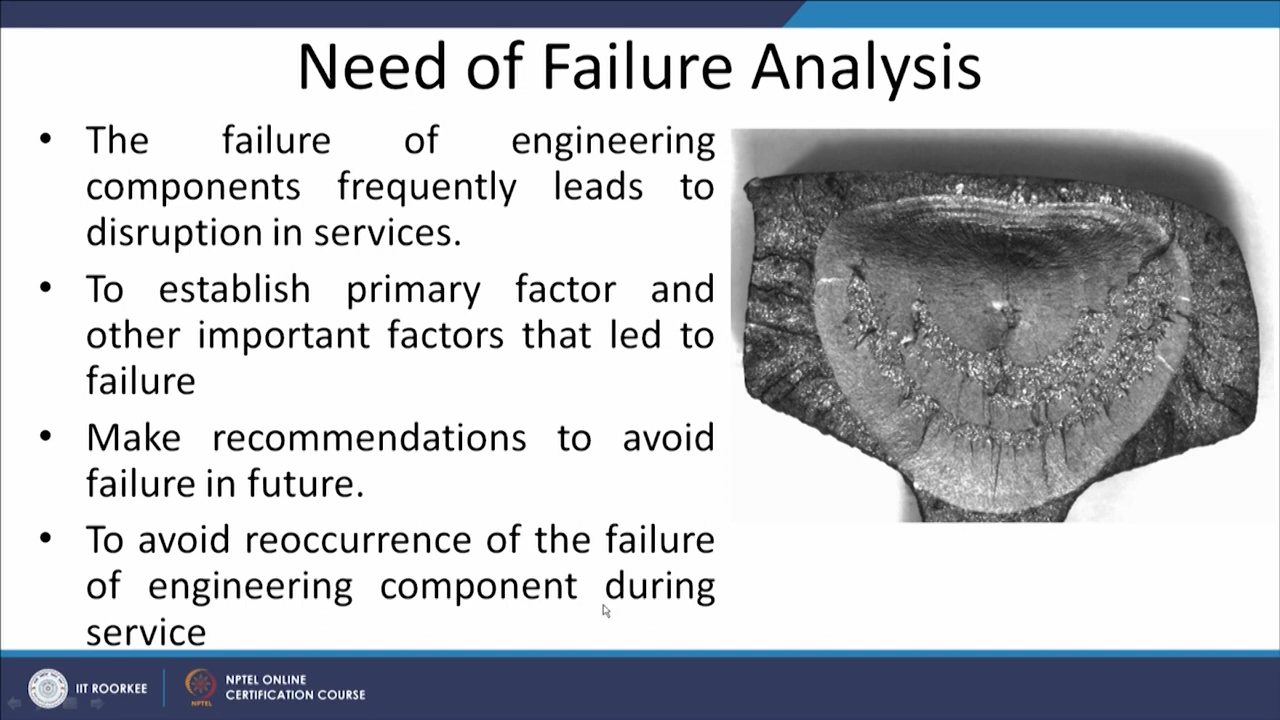 Need of Failure Analysis
• The failure of engineering
components frequently leads to
disruption in services.
• To establish primary factor and
other important factors that led to
failure
• Make recommendations to avoid
failure in future.
• To avoid reoccurrence of the failure
of engineering component during
service
IIT ROORKEE
NPTEL
NPTEL ONLINE
CERTIFICATION COURSE